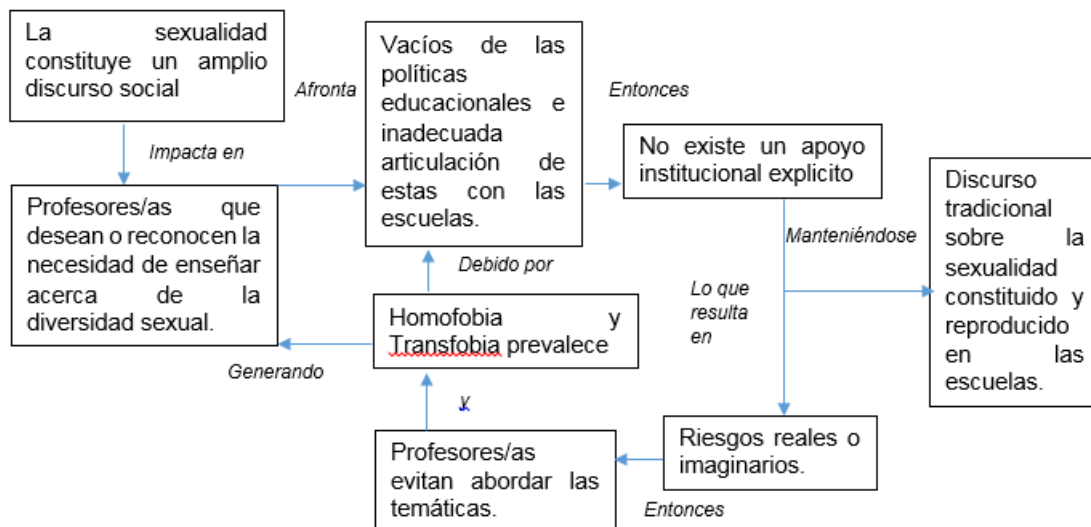 La sexualidad
constituye un amplio
discurso social
Impacta en
Profesores/as que
desean o reconocen la
necesidad de enseñar
acerca de la
diversidad sexual.
Afronta
Vacíos de las
políticas
educacionales e
inadecuada
articulación de
estas con las
escuelas.
Entonces
No existe un apoyo
institucional explicito
Manteniéndose
Discurso
tradicional
sobre la
sexualidad
constituido y
reproducido
en las
escuelas.
Lo que
resulta
en
Riesgos reales o
imaginarios.
Entonces
Profesores/as
evitan abordar las
temáticas.
y
Homofobia y
Transfobia prevalece
Debido por
Generando